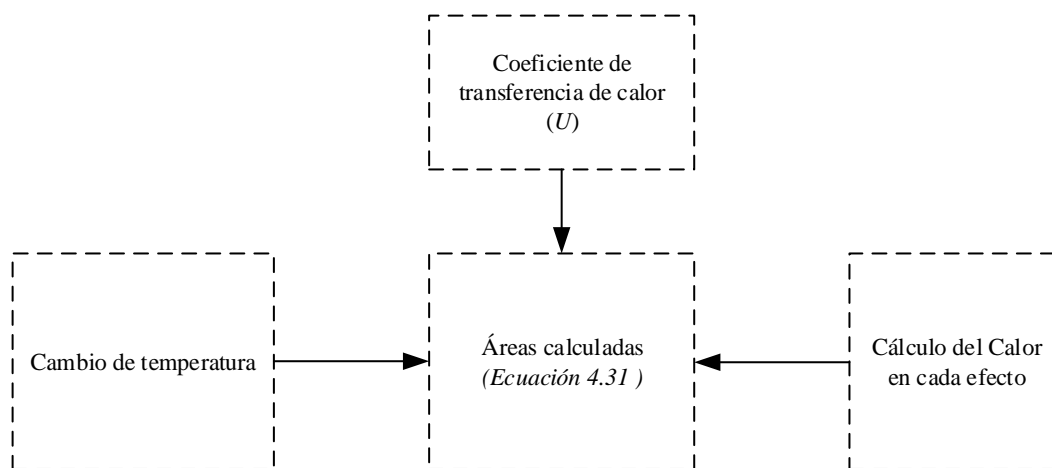 Coeficiente de
transferencia de calor
(U)
Cambio de temperatura
Áreas calculadas
(Ecuación 4.31 )
Cálculo del Calor
en cada efecto